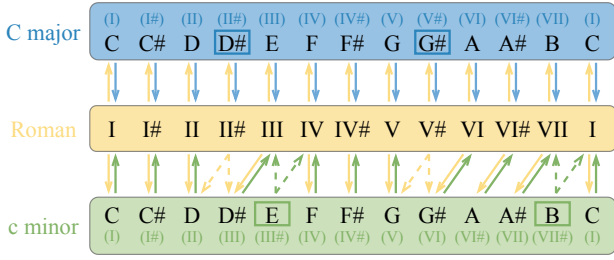 (I) (I#) (II) (II#) (III) (IV) (IV#) (V) (V#) (VI) (VI#) (VII) (I)
C major C C# D D# E F F# G G# A A# B C
Roman I I# II II# III IV IV# V V# VI VI# VII I
c minor C C# D D# E F F# G G# A A# B C
(I) (I#) (II) (III) (III#) (IV) (IV#) (V) (VI) (VI#) (VII) (VII#) (I)